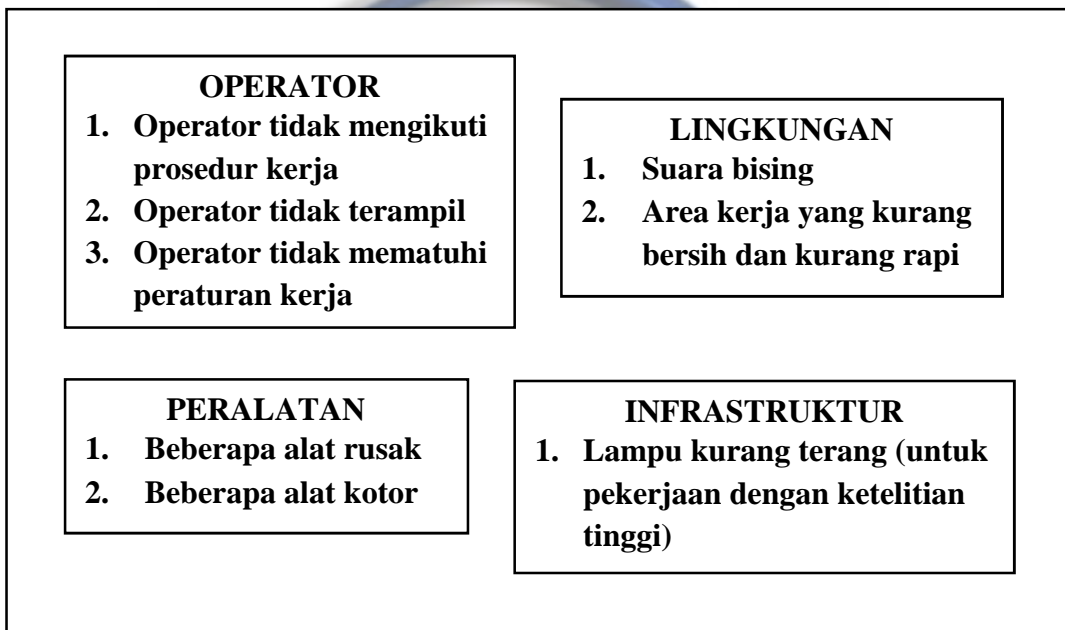 OPERATOR
1. Operator tidak mengikuti
prosedur kerja
2. Operator tidak terampil
3. Operator tidak mematuhi
peraturan kerja
LINGKUNGAN
1. Suara bising
2. Area kerja yang kurang
bersih dan kurang rapi
PERALATAN
1. Beberapa alat rusak
2. Beberapa alat kotor
INFRASTRUKTUR
1. Lampu kurang terang (untuk
pekerjaan dengan ketelitian
tinggi)